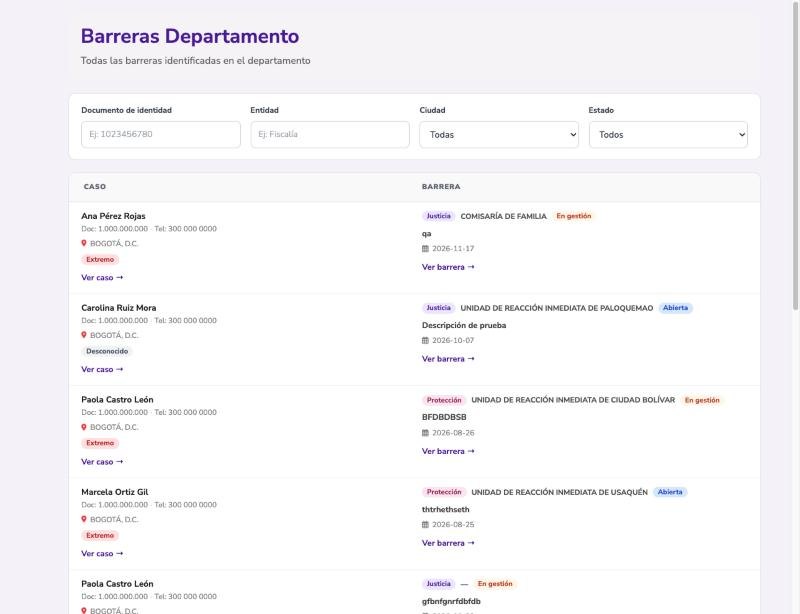 Barreras Departamento
Todas las barreras identificadas en el departamento
Documento de identidad
Entidad
Ciudad
Estado
Ej: 1023456780
Ej: Fiscalía
Todas
Todos
CASO
BARRERA
Ana Pérez Rojas
Doc: 1.000.000.000 · Tel: 300 000 0000
BOGOTÁ, D.C.
Extremo
Ver caso →
Justicia COMISARÍA DE FAMILIA En gestión
qa
2026-11-17
Ver barrera →
Carolina Ruiz Mora
Doc: 1.000.000.000 · Tel: 300 000 0000
BOGOTÁ, D.C.
Desconocido
Ver caso →
Justicia UNIDAD DE REACCIÓN INMEDIATA DE PALOQUEMAO Abierta
Descripción de prueba
2026-10-07
Ver barrera →
Paola Castro León
Doc: 1.000.000.000 · Tel: 300 000 0000
BOGOTÁ, D.C.
Extremo
Ver caso →
Protección UNIDAD DE REACCIÓN INMEDIATA DE CIUDAD BOLÍVAR En gestión
BFDBDBSB
2026-08-26
Ver barrera →
Marcela Ortiz Gil
Doc: 1.000.000.000 · Tel: 300 000 0000
BOGOTÁ, D.C.
Extremo
Ver caso →
Protección UNIDAD DE REACCIÓN INMEDIATA DE USAQUÉN Abierta
thtrhethseth
2026-08-25
Ver barrera →
Paola Castro León
Doc: 1.000.000.000 · Tel: 300 000 0000
BOGOTÁ, D.C.
Justicia — En gestión
gfbnfgnrfdbfdb